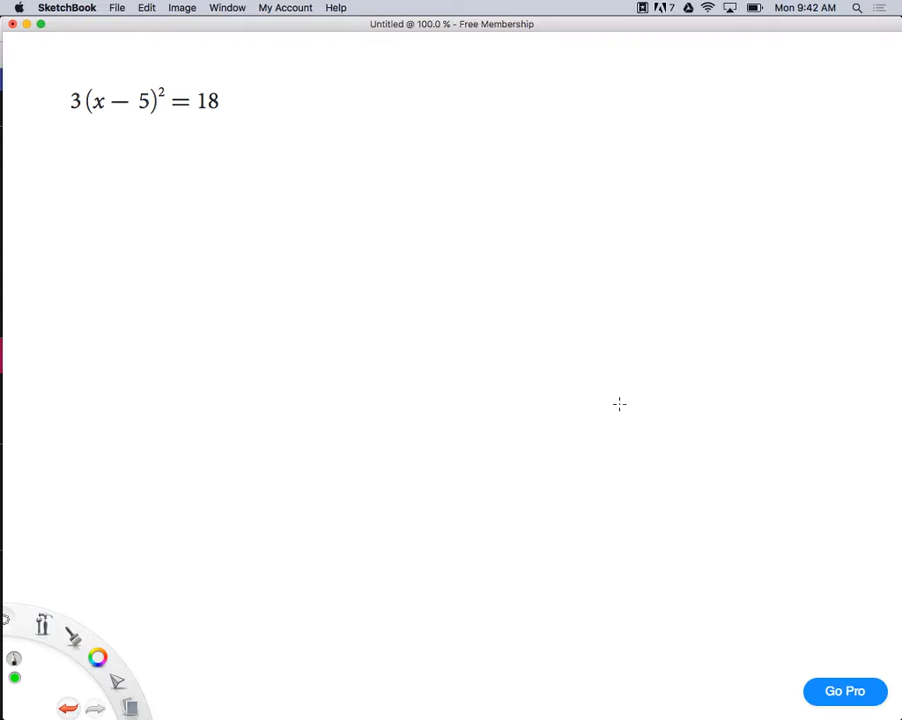 SketchBook File Edit Image Window My Account Help 7 Mon 9:42 AM
Untitled @ 100.0 % - Free Membership
3(x − 5)² = 18
Go Pro